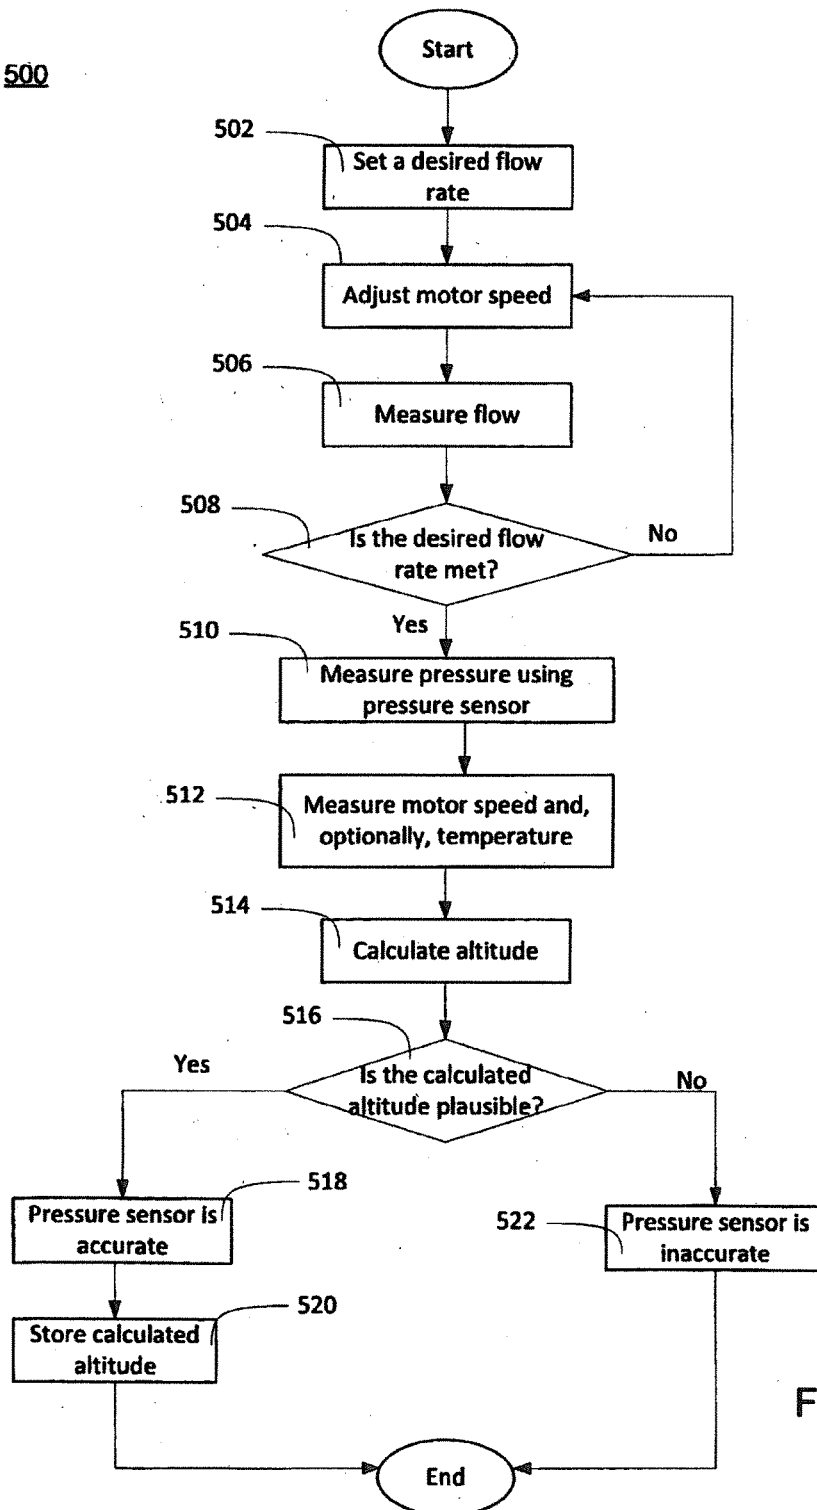 Start
500
502
Set a desired flow
rate
504
Adjust motor speed
506
Measure flow
508
Is the desired flow
rate met?
No
Yes
510
Measure pressure using
pressure sensor
512
Measure motor speed and,
optionally, temperature
514
Calculate altitude
516
Yes
Is the calculated
altitude plausible?
No
518
Pressure sensor is
accurate
522
Pressure sensor is
inaccurate
520
Store calculated
altitude
F
End